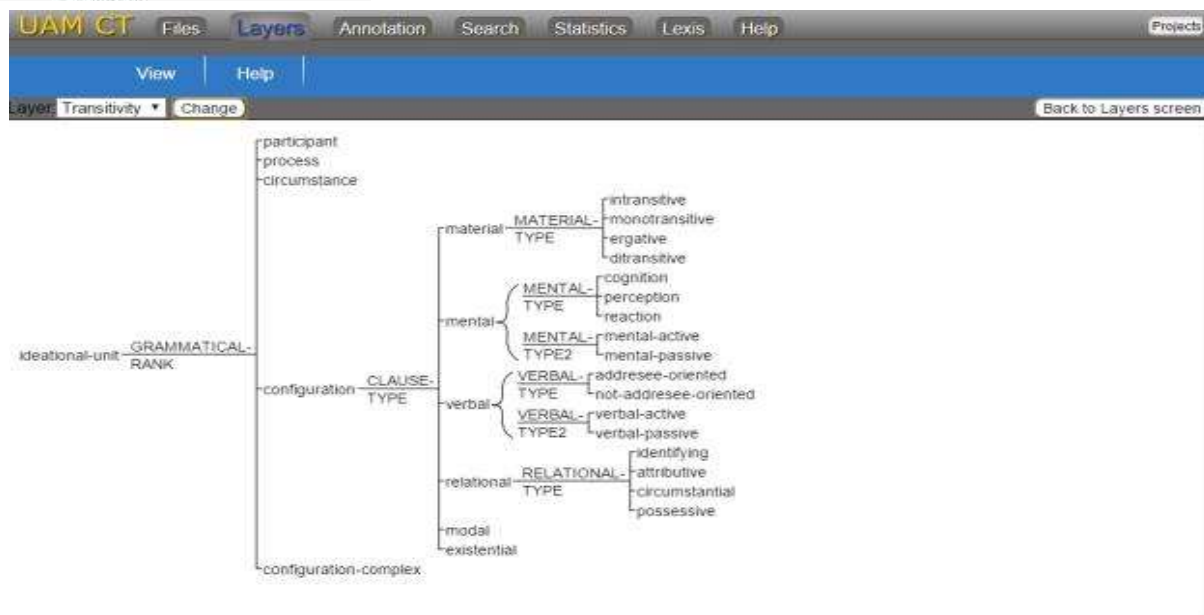 UAM CT Files Layers Annotation Search Statistics Lexis Help Projects
View Help
Layer: Transitivity Change Back to Layers screen
participant
process
circumstance
intransitive
material MATERIAL-TYPE monotransitive
ergative
ditransitive
cognition
MENTAL-TYPE perception
reaction
mental
MENTAL-TYPE2 mental-active
mental-passive
ideational-unit GRAMMATICAL-RANK
configuration CLAUSE-TYPE
VERBAL-TYPE addresee-oriented
not-addresee-oriented
verbal
VERBAL-TYPE2 verbal-active
verbal-passive
identifying
relational RELATIONAL-TYPE attributive
circumstantial
possessive
modal
existential
configuration-complex